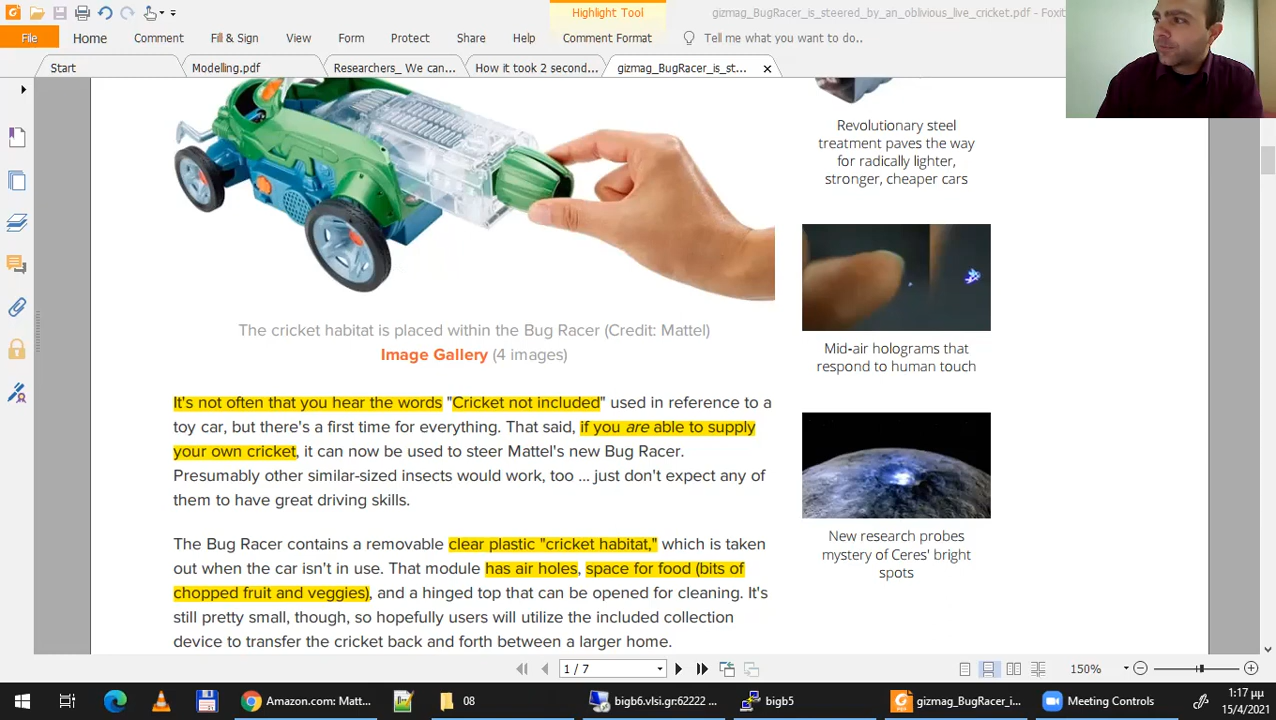 Highlight Tool
gizmag_BugRacer_is_steered_by_an_oblivious_live_cricket.pdf - Foxit
File
Home
Comment
Fill & Sign
View
Form
Protect
Share
Help
Comment Format
Tell me what you want to do..
Start
Modelling.pdf
Researchers_ We can...
How it took 2 second...
gizmag_BugRacer_is_st...
Revolutionary steel
treatment paves the way
for radically lighter,
stronger, cheaper cars
The cricket habitat is placed within the Bug Racer (Credit: Mattel)
Image Gallery (4 images)
Mid-air holograms that
respond to human touch
It's not often that you hear the words "Cricket not included" used in reference to a
toy car, but there's a first time for everything. That said, if you are able to supply
your own cricket, it can now be used to steer Mattel's new Bug Racer.
Presumably other similar-sized insects would work, too ... just don't expect any of
them to have great driving skills.
New research probes
mystery of Ceres' bright
spots
The Bug Racer contains a removable clear plastic "cricket habitat," which is taken
out when the car isn't in use. That module has air holes, space for food (bits of
chopped fruit and veggies), and a hinged top that can be opened for cleaning. It's
still pretty small, though, so hopefully users will utilize the included collection
device to transfer the cricket back and forth between a larger home.
1 / 7
150%
Amazon.com: Matt...
08
bigb6.vlsi.gr:62222 ...
bigb5
gizmag_BugRacer_i...
Meeting Controls
1:17 μμ
15/4/2021